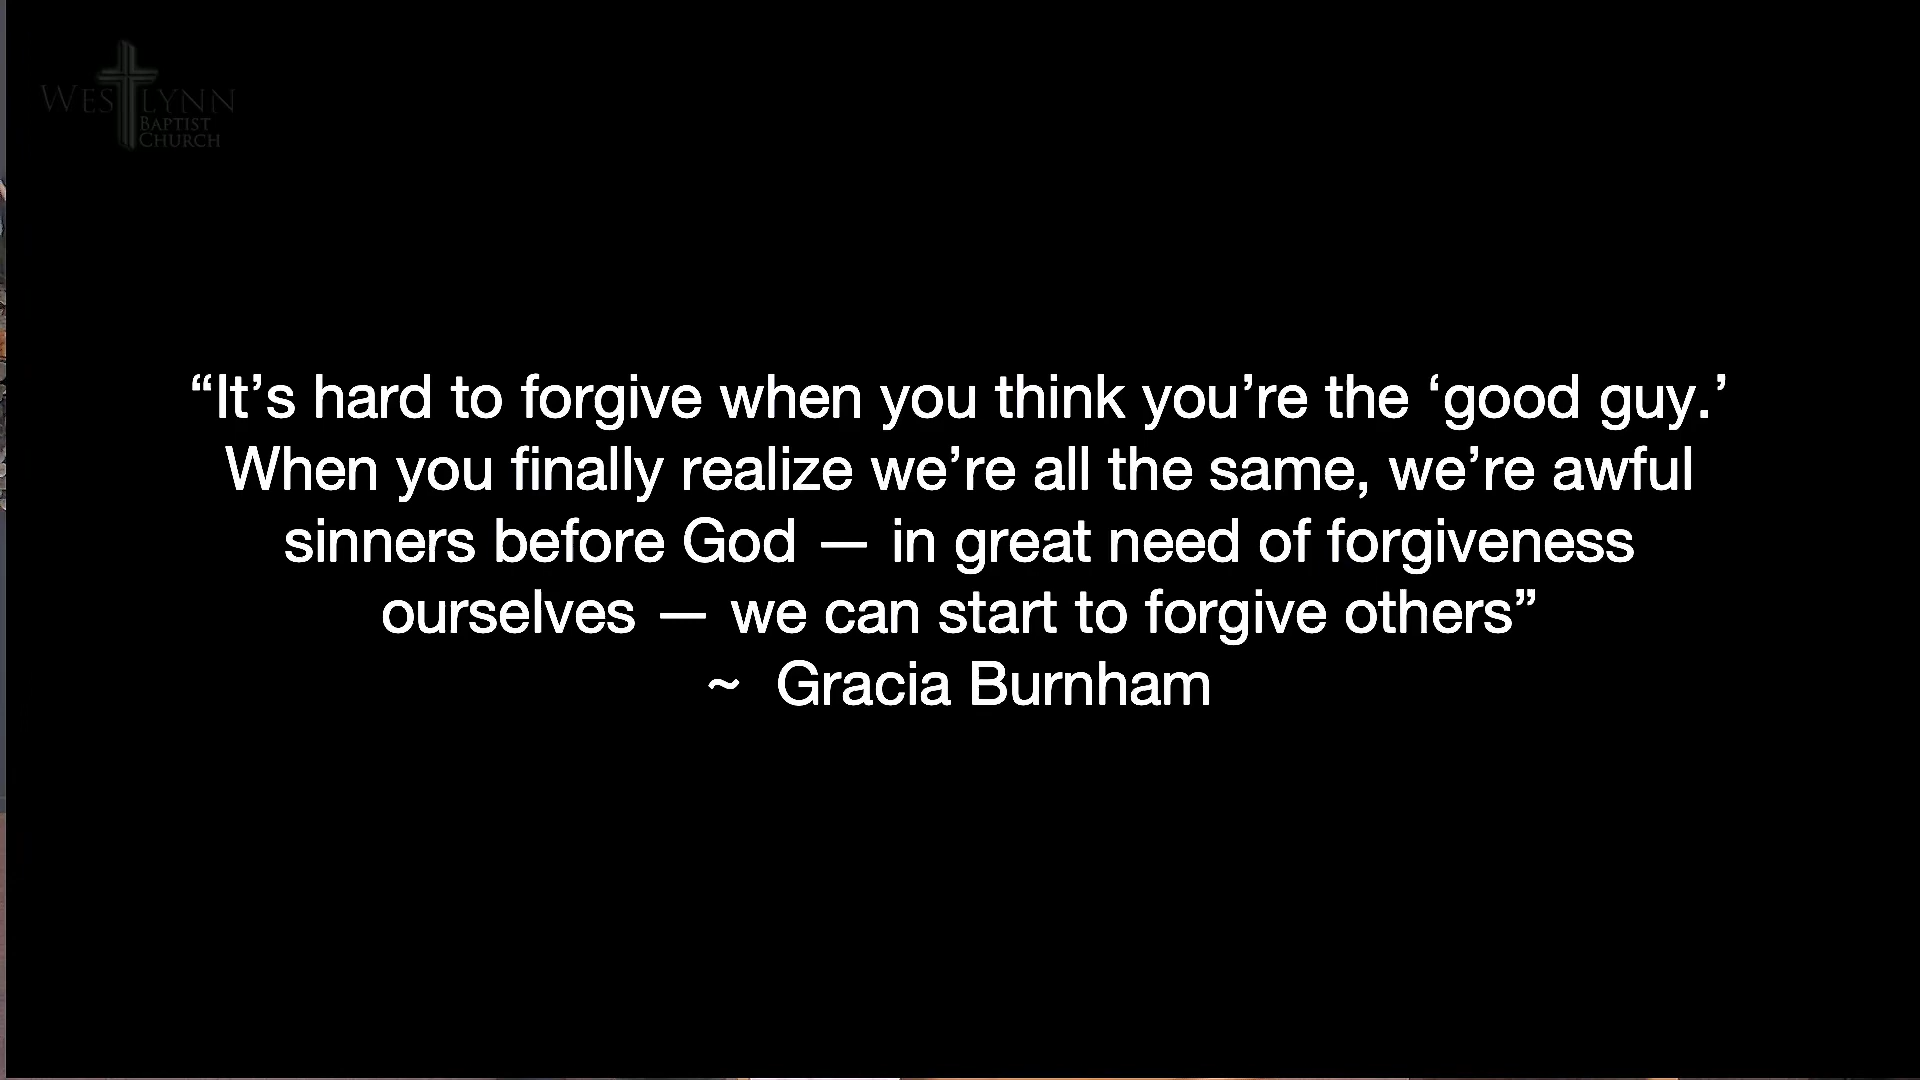 WESTLYNN
BAPTIST
CHURCH
“It’s hard to forgive when you think you’re the ‘good guy.’
When you finally realize we’re all the same, we’re awful
sinners before God — in great need of forgiveness
ourselves — we can start to forgive others”
~ Gracia Burnham